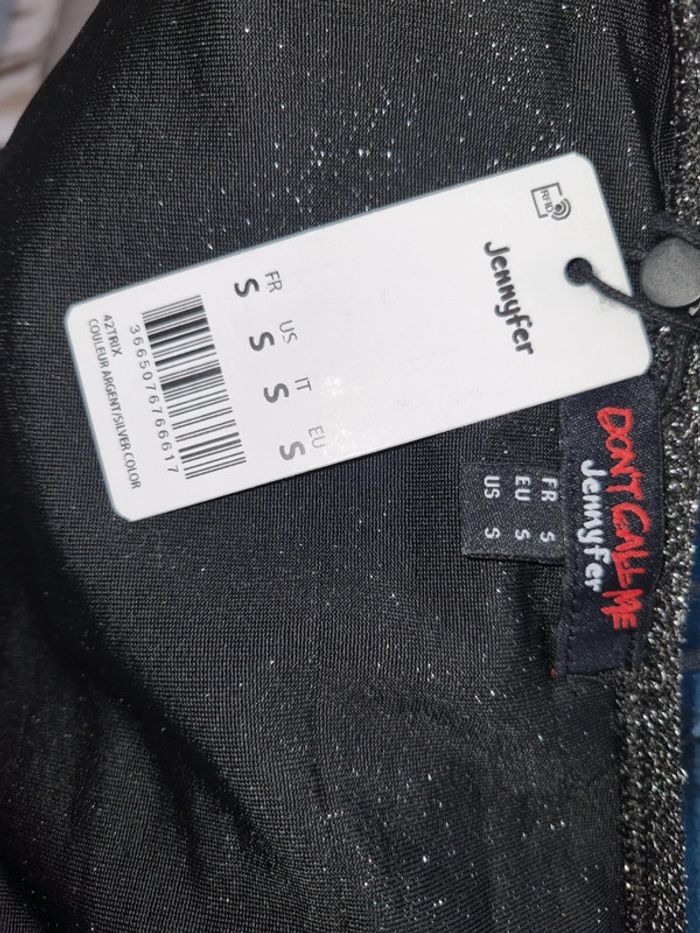 RFID
Jennyfer
FR US IT EU
S S S S
3665076766617
42TRIX
COULEUR ARGENT/SILVER COLOR
DON'T CALL ME
Jennyfer
FR S
EU S
US S